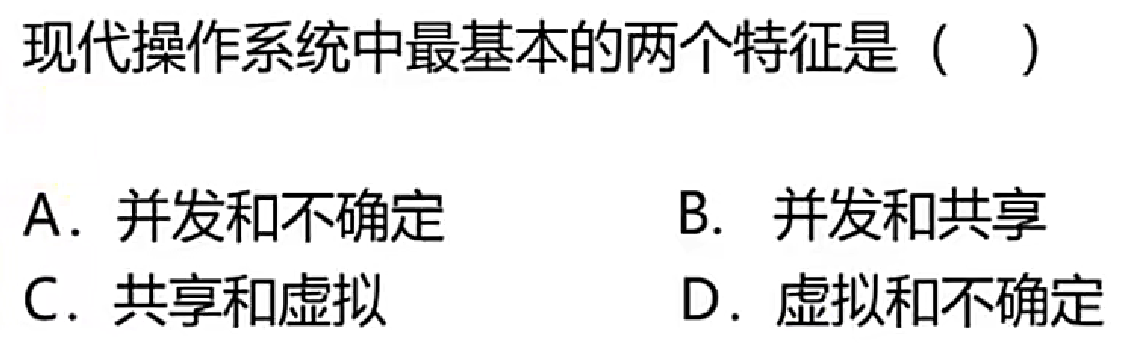 现代操作系统中最基本的两个特征是（ ）
A. 并发和不确定 B. 并发和共享
C. 共享和虚拟 D. 虚拟和不确定